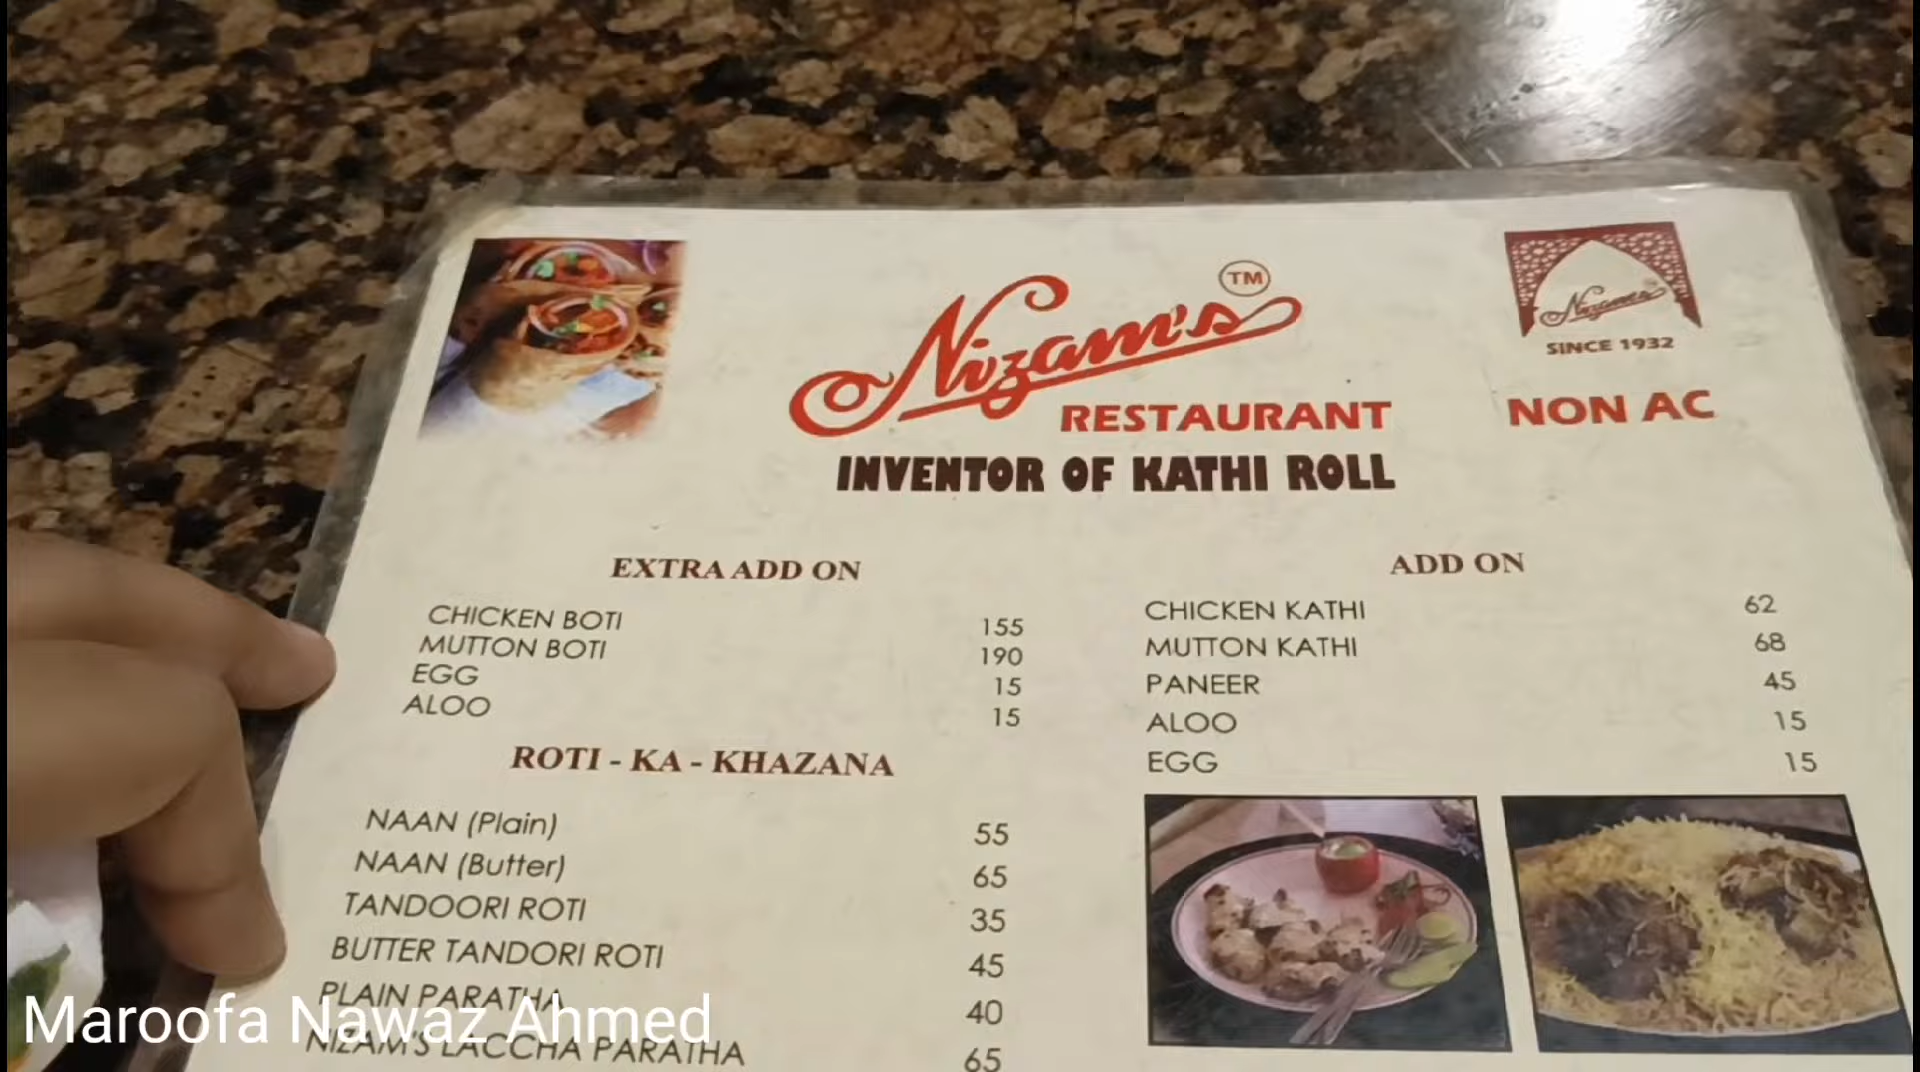 Nizam's TM
RESTAURANT
INVENTOR OF KATHI ROLL
Nizam's
SINCE 1932
NON AC
EXTRA ADD ON
CHICKEN BOTI 155
MUTTON BOTI 190
EGG 15
ALOO 15
ROTI - KA - KHAZANA
NAAN (Plain) 55
NAAN (Butter) 65
TANDOORI ROTI 35
BUTTER TANDORI ROTI 45
PLAIN PARATHA 40
NIZAM'S LACCHA PARATHA 65
ADD ON
CHICKEN KATHI 62
MUTTON KATHI 68
PANEER 45
ALOO 15
EGG 15
Maroofa Nawaz Ahmed